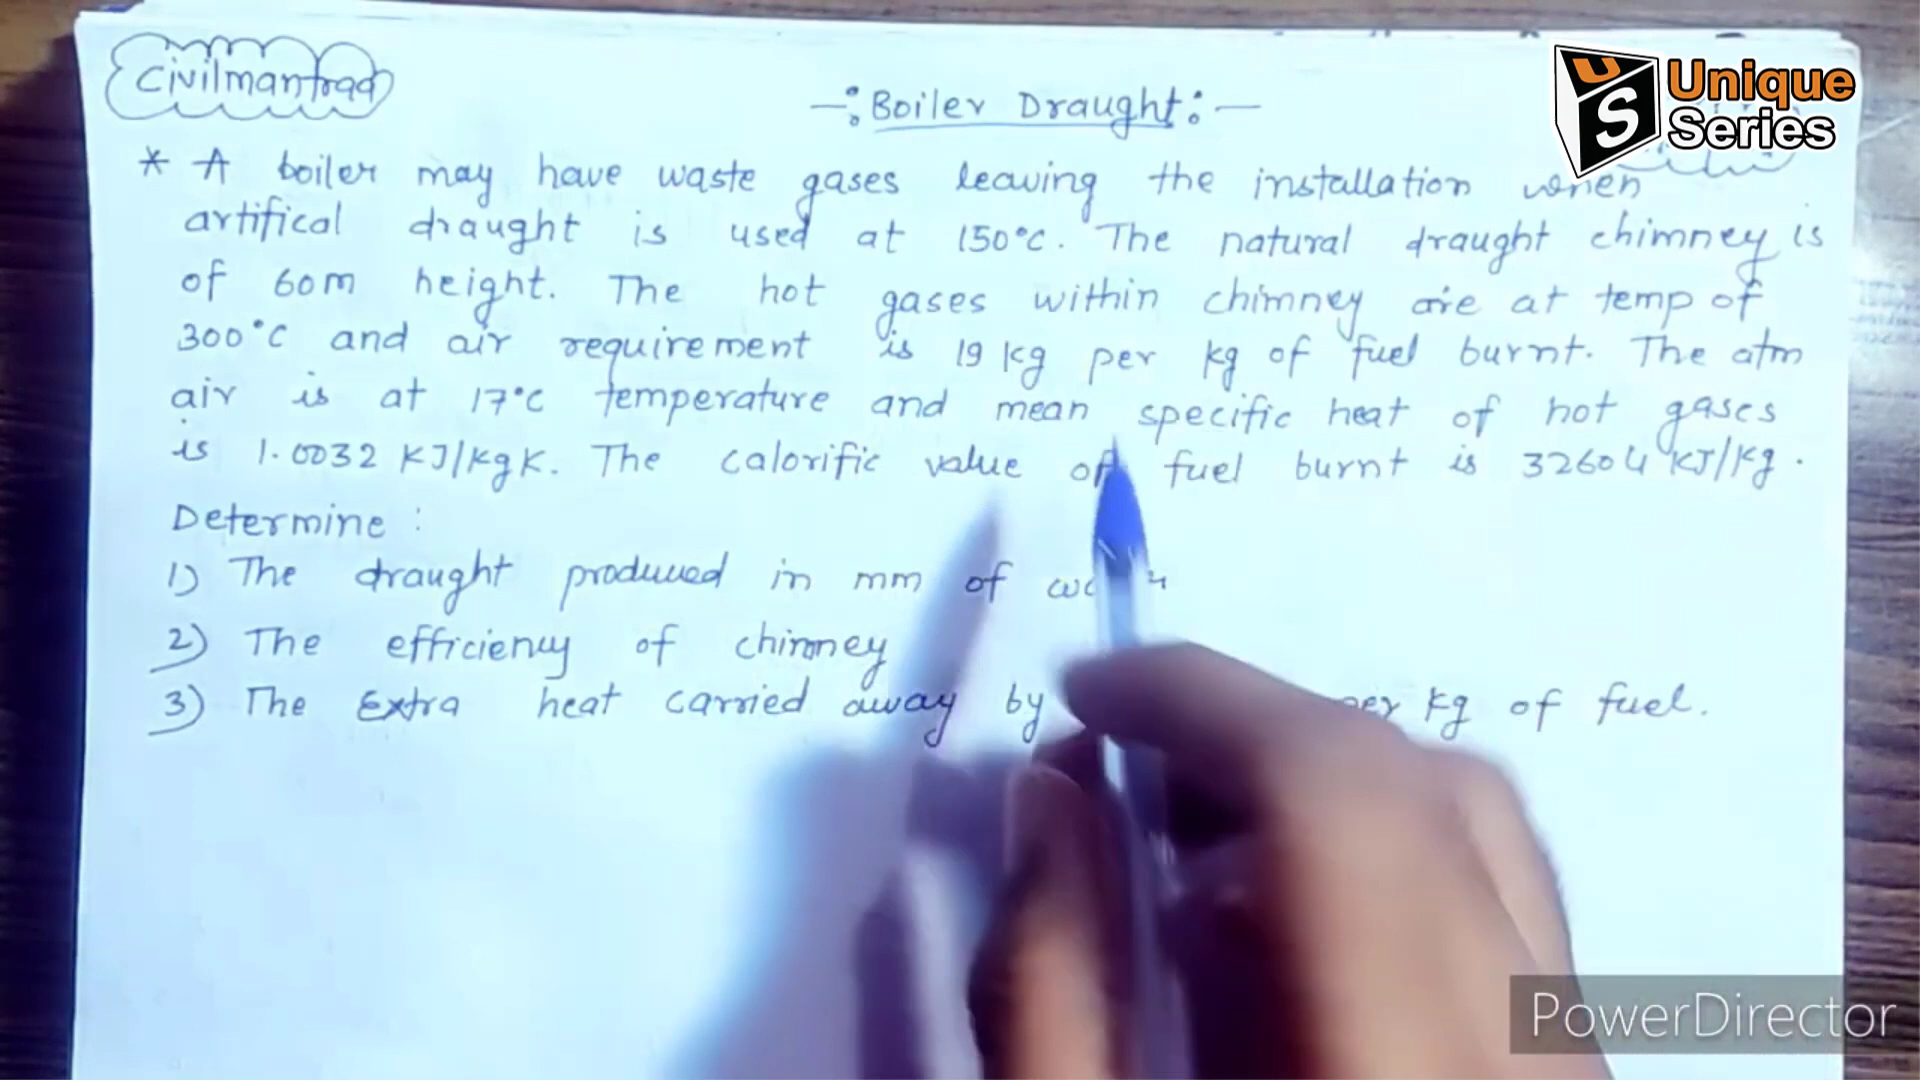 Civilmantraa
-: Boiler Draught :-
US Unique Series
* A boiler may have waste gases leaving the installation when
artifical draught is used at 150°C. The natural draught chimney is
of 60m height. The hot gases within chimney are at temp of
300°C and air requirement is 19 kg per kg of fuel burnt. The atm
air is at 17°C temperature and mean specific heat of hot gases
is 1.0032 KJ/KgK. The calorific value of fuel burnt is 32604 KJ/Kg.
Determine :
1) The draught produced in mm of
2) The efficiency of chimney
3) The Extra heat carried away by per kg of fuel.
PowerDirector